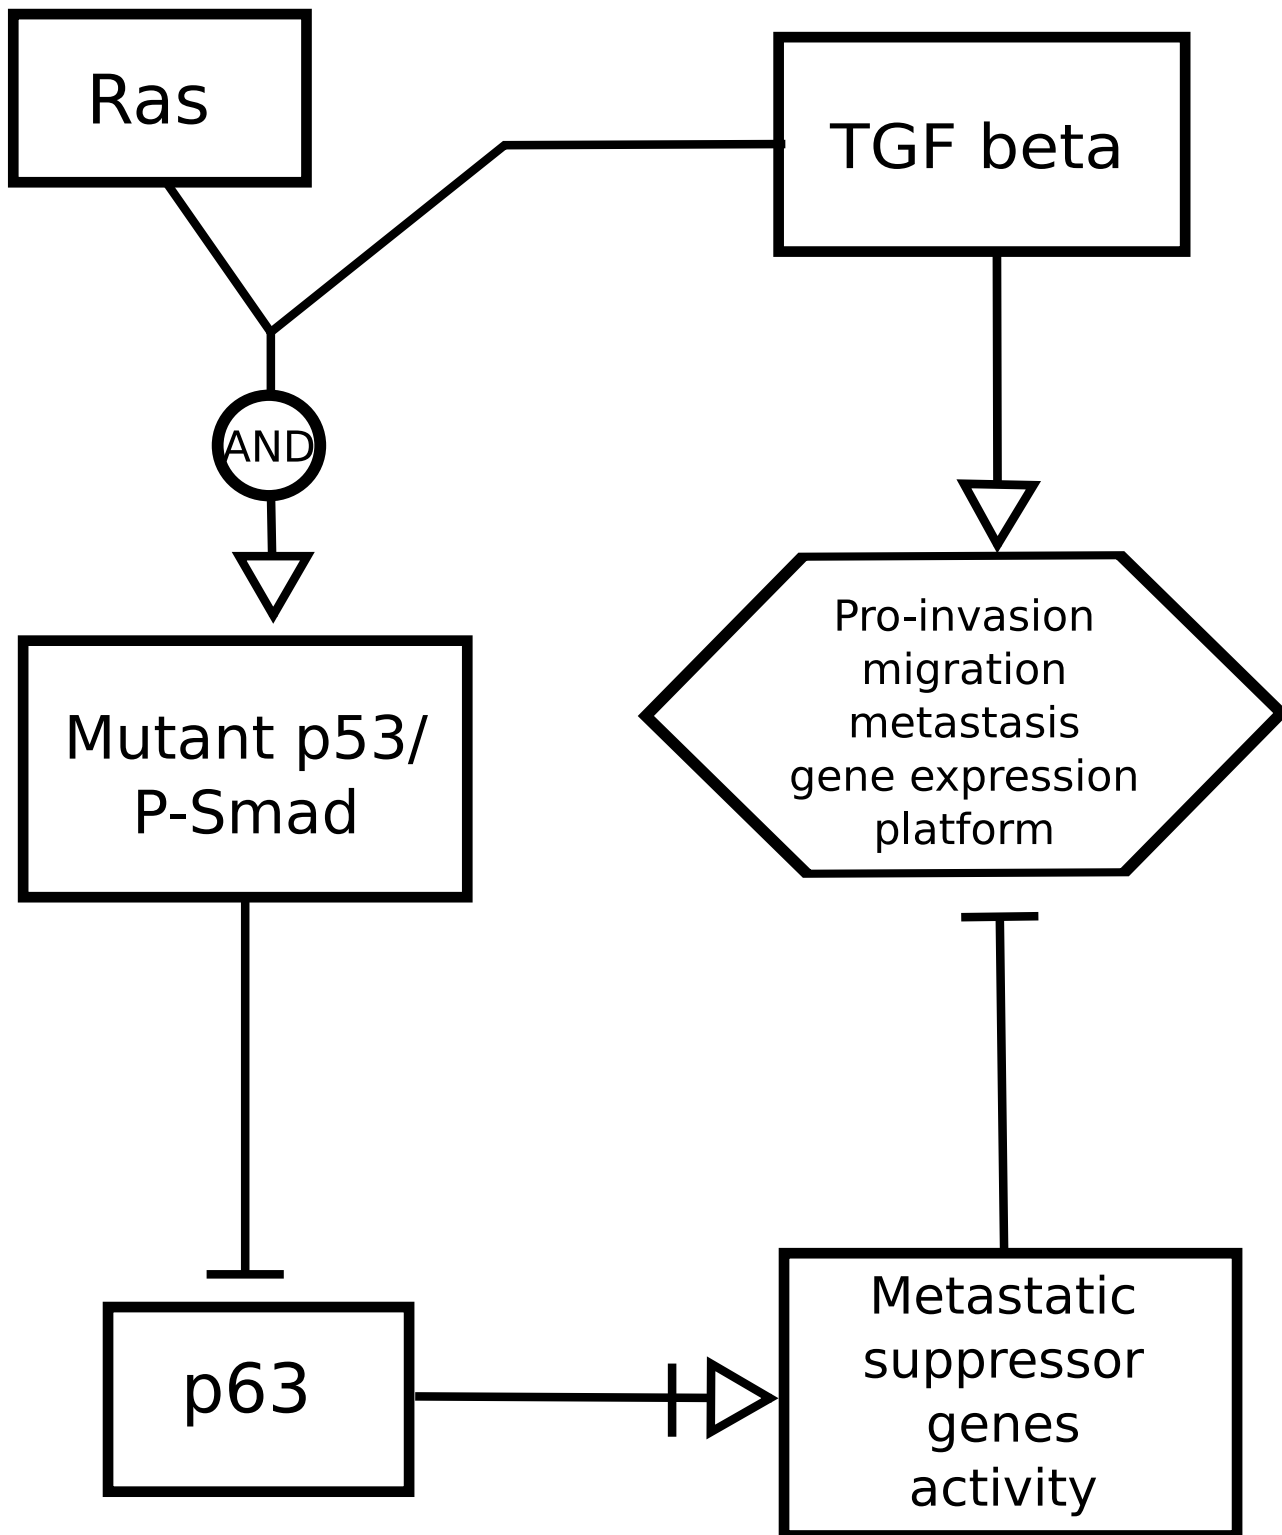 Ras
TGF beta
AND
Mutant p53/
P-Smad
Pro-invasion
migration
metastasis
gene expression
platform
p63
Metastatic
suppressor
genes
activity